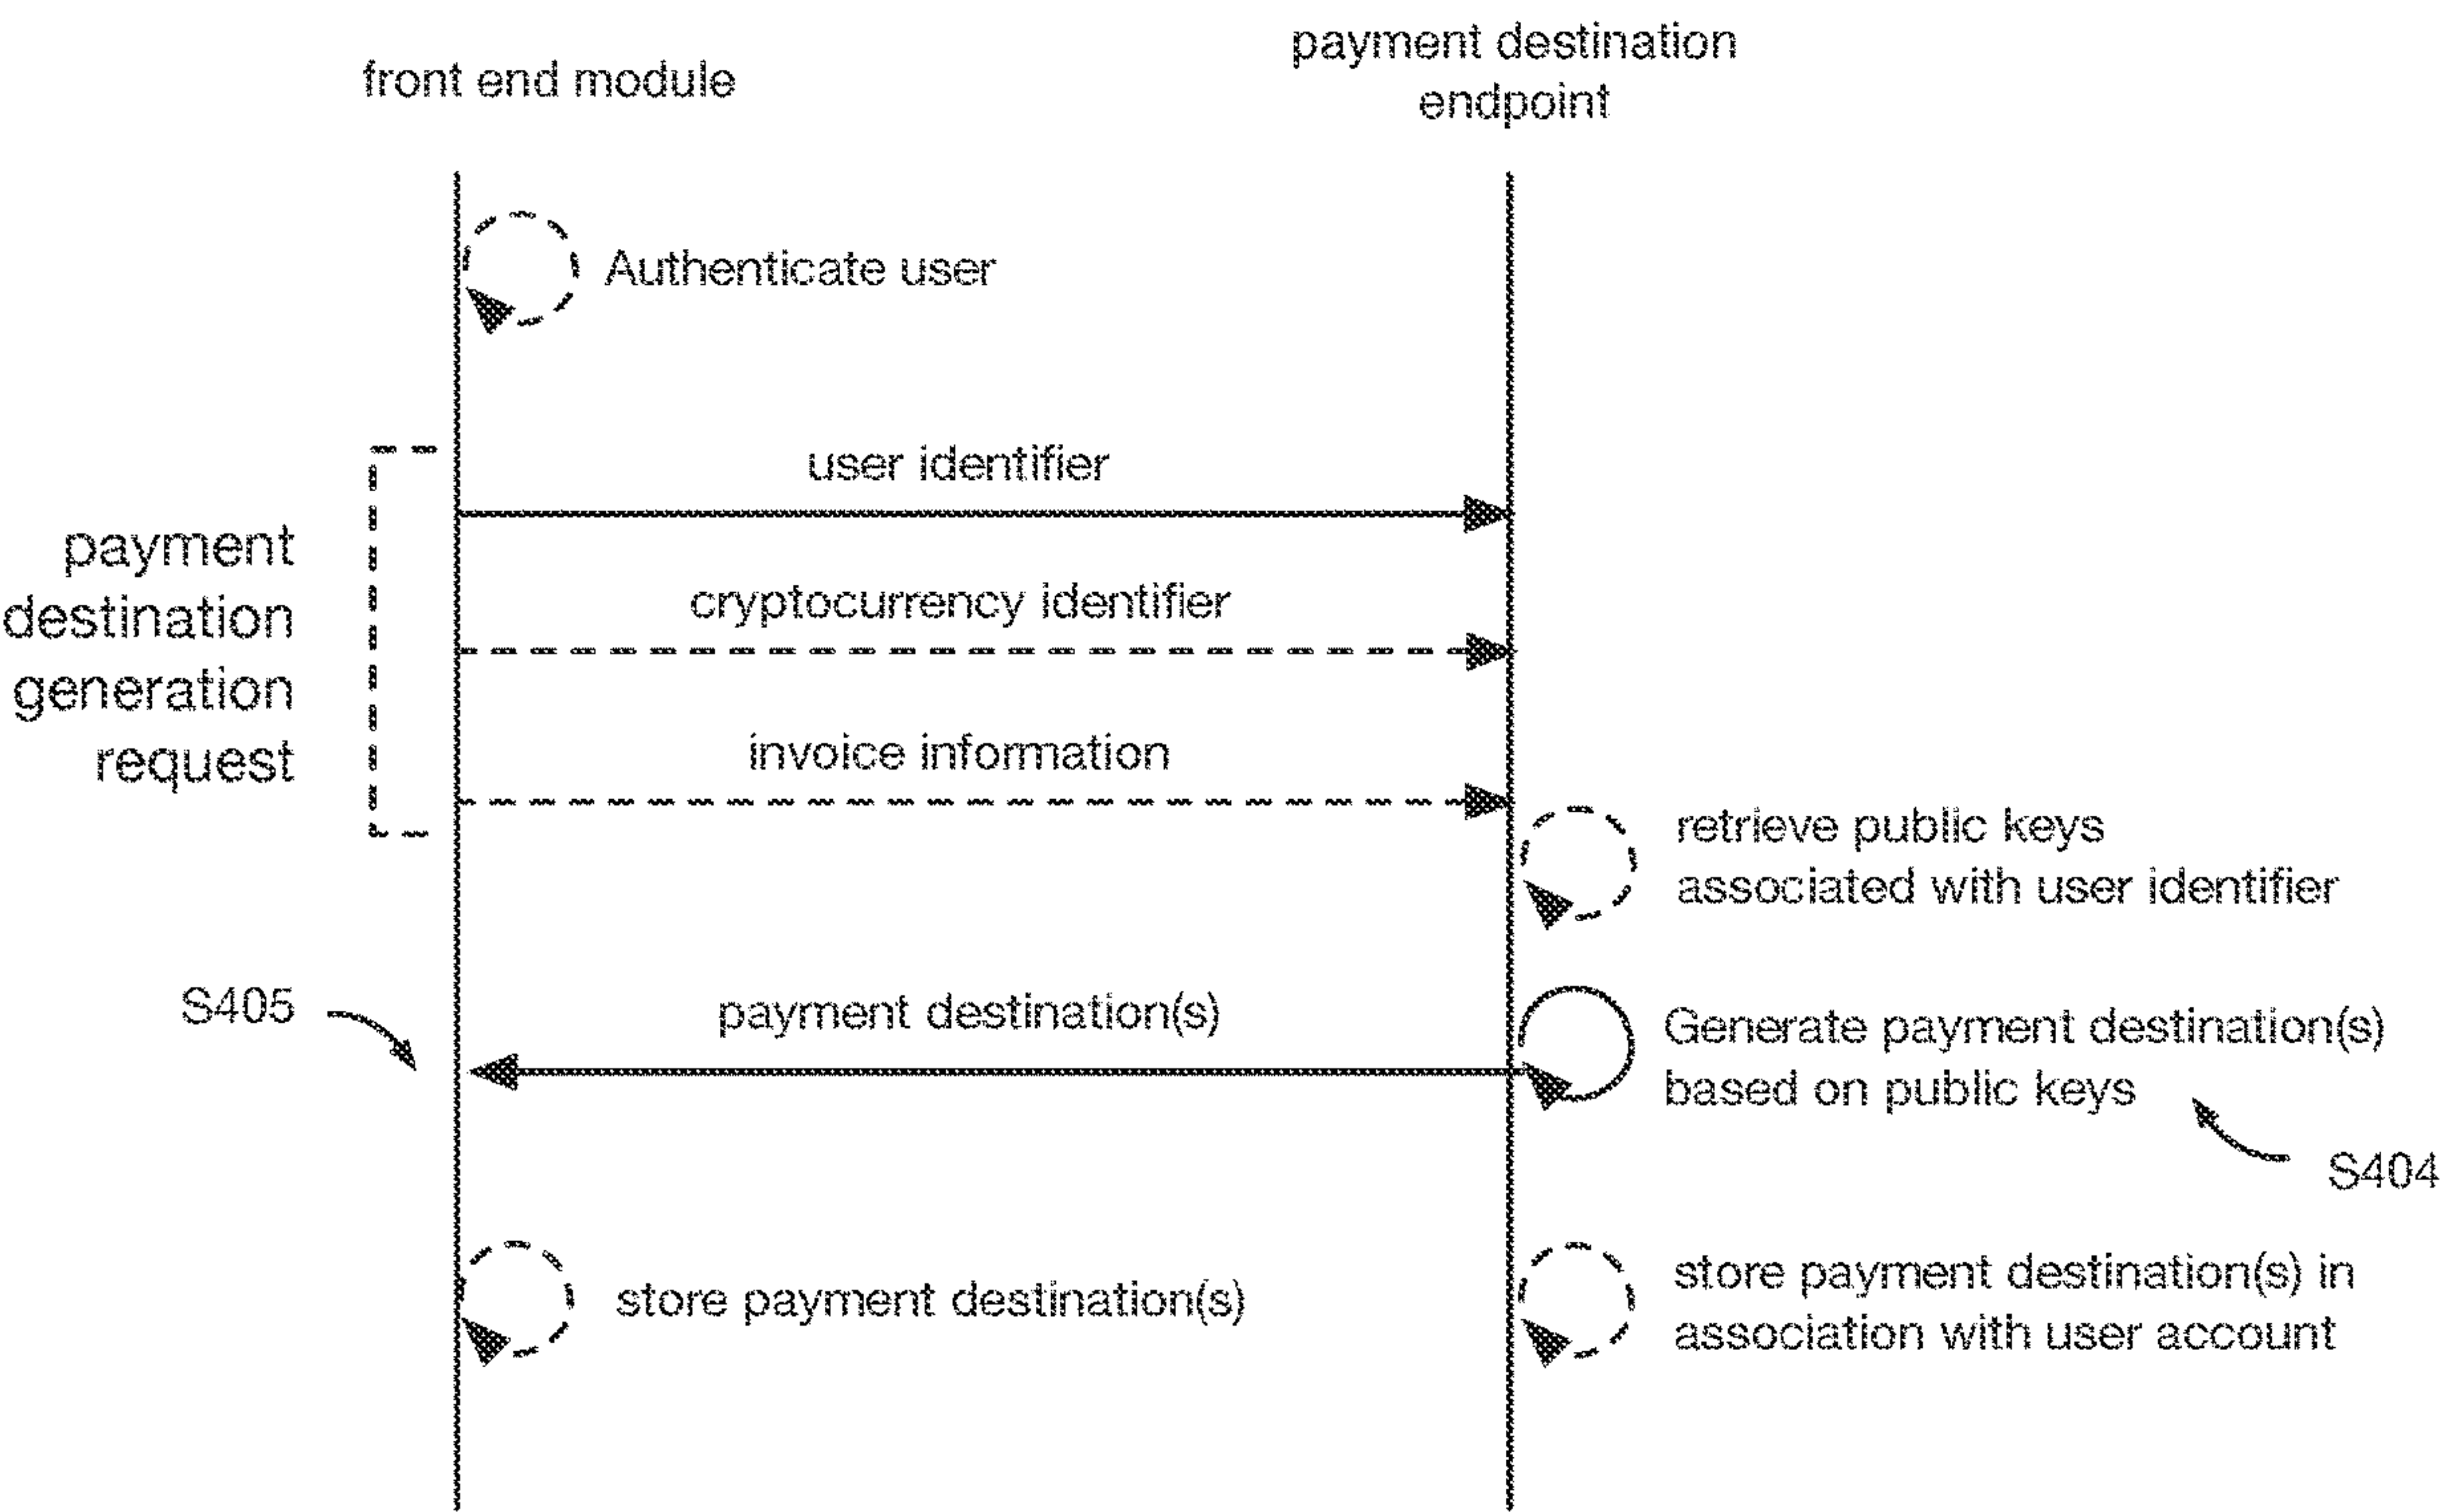 payment destination
endpoint
front end module
Authenticate user
user identifier
payment
destination
generation
request
cryptocurrency identifier
invoice information
retrieve public keys
associated with user identifier
S405
payment destination(s)
Generate payment destination(s)
based on public keys
S404
store payment destination(s)
store payment destination(s) in
association with user account